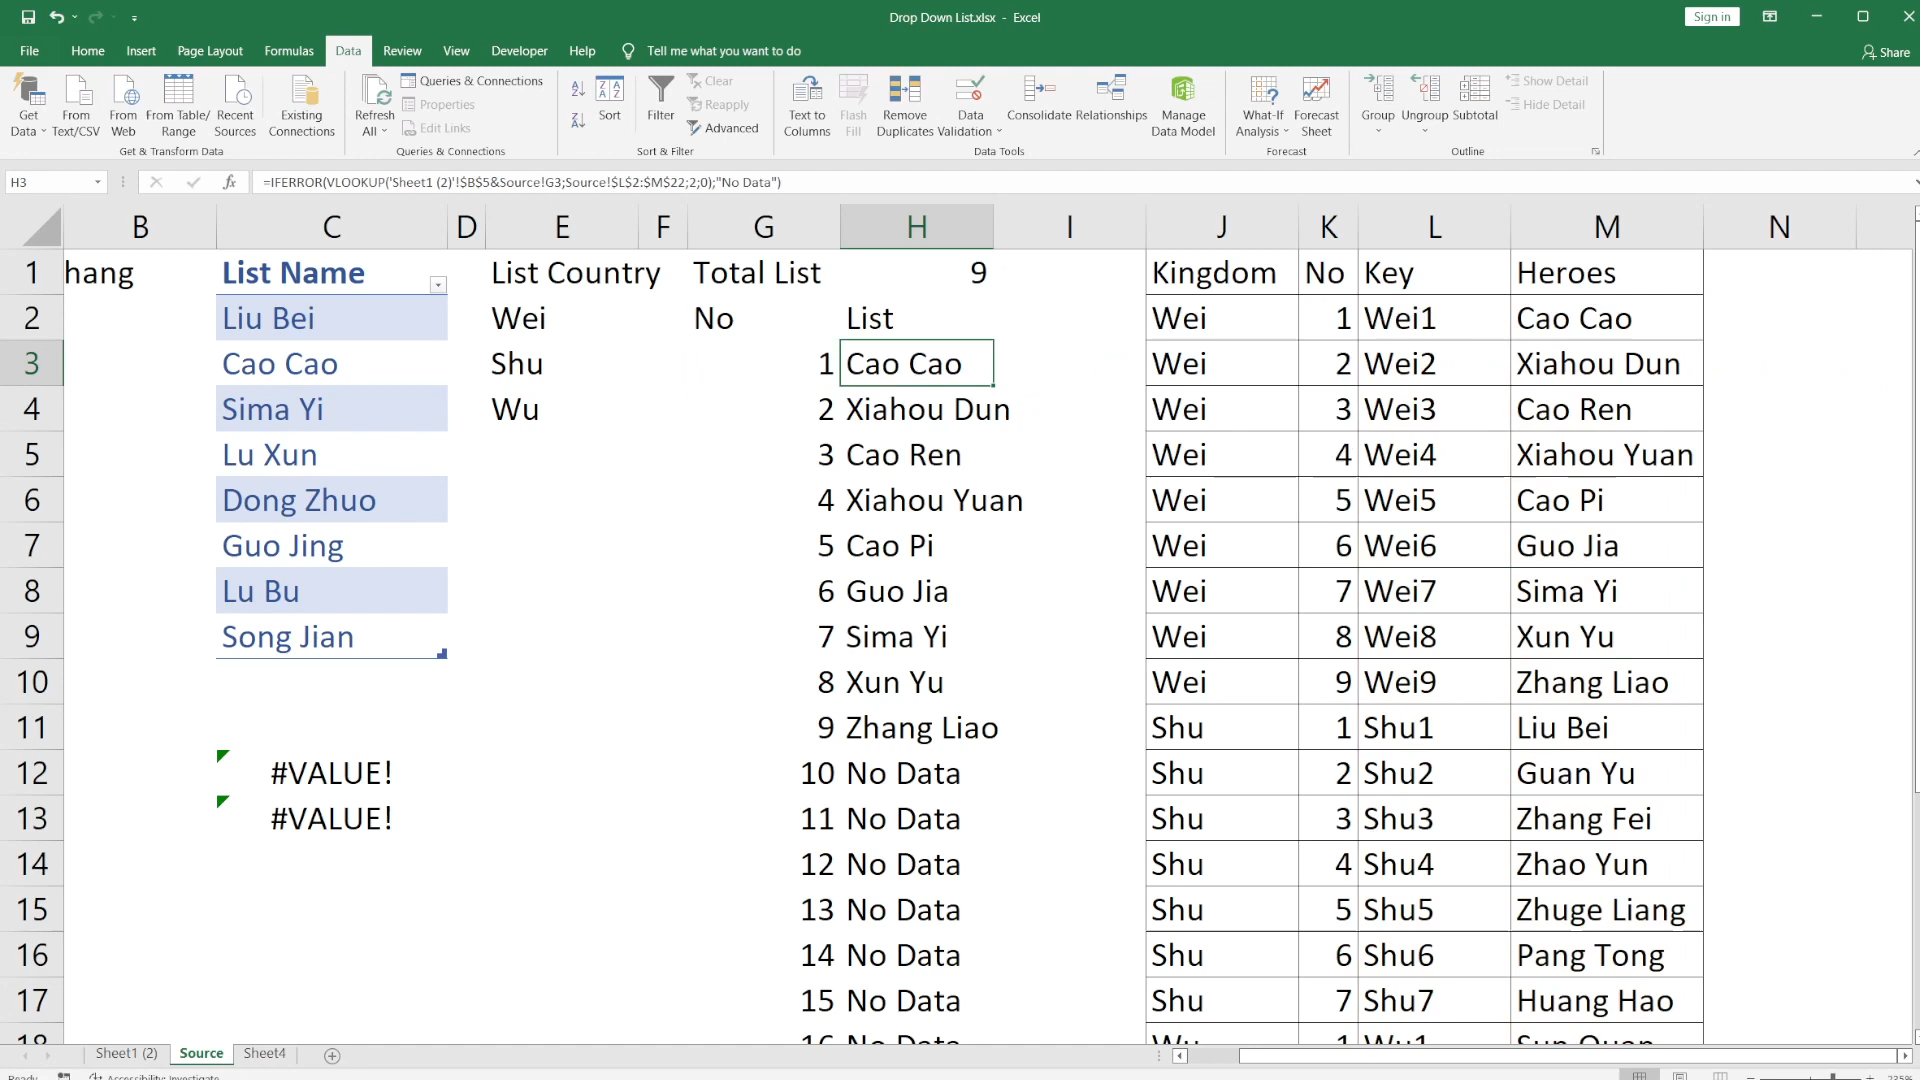 Drop Down List.xlsx - Excel
Sign in
File Home Insert Page Layout Formulas Data Review View Developer Help Tell me what you want to do
Share
Get Data
From Text/CSV
From Web
From Table/ Range
Recent Sources
Existing Connections
Get & Transform Data
Refresh All
Queries & Connections
Properties
Edit Links
Queries & Connections
Sort
Filter
Clear
Reapply
Advanced
Sort & Filter
Text to Columns
Flash Fill
Remove Duplicates
Data Validation
Consolidate
Relationships
Manage Data Model
Data Tools
What-If Analysis
Forecast Sheet
Forecast
Group
Ungroup
Subtotal
Show Detail
Hide Detail
Outline
H3 fx =IFERROR(VLOOKUP('Sheet1 (2)'!$B$5&Source!G3;Source!$L$2:$M$22;2;0);"No Data")
B C D E F G H I J K L M N
1 hang List Name List Country Total List 9 Kingdom No Key Heroes
2 Liu Bei Wei No List Wei 1 Wei1 Cao Cao
3 Cao Cao Shu 1 Cao Cao Wei 2 Wei2 Xiahou Dun
4 Sima Yi Wu 2 Xiahou Dun Wei 3 Wei3 Cao Ren
5 Lu Xun 3 Cao Ren Wei 4 Wei4 Xiahou Yuan
6 Dong Zhuo 4 Xiahou Yuan Wei 5 Wei5 Cao Pi
7 Guo Jing 5 Cao Pi Wei 6 Wei6 Guo Jia
8 Lu Bu 6 Guo Jia Wei 7 Wei7 Sima Yi
9 Song Jian 7 Sima Yi Wei 8 Wei8 Xun Yu
10 8 Xun Yu Wei 9 Wei9 Zhang Liao
11 9 Zhang Liao Shu 1 Shu1 Liu Bei
12 #VALUE! 10 No Data Shu 2 Shu2 Guan Yu
13 #VALUE! 11 No Data Shu 3 Shu3 Zhang Fei
14 12 No Data Shu 4 Shu4 Zhao Yun
15 13 No Data Shu 5 Shu5 Zhuge Liang
16 14 No Data Shu 6 Shu6 Pang Tong
17 15 No Data Shu 7 Shu7 Huang Hao
18 16 No Data Wu 1 Wu1 Sun Quan
Sheet1 (2) Source Sheet4
Ready Accessibility: Investigate 235%